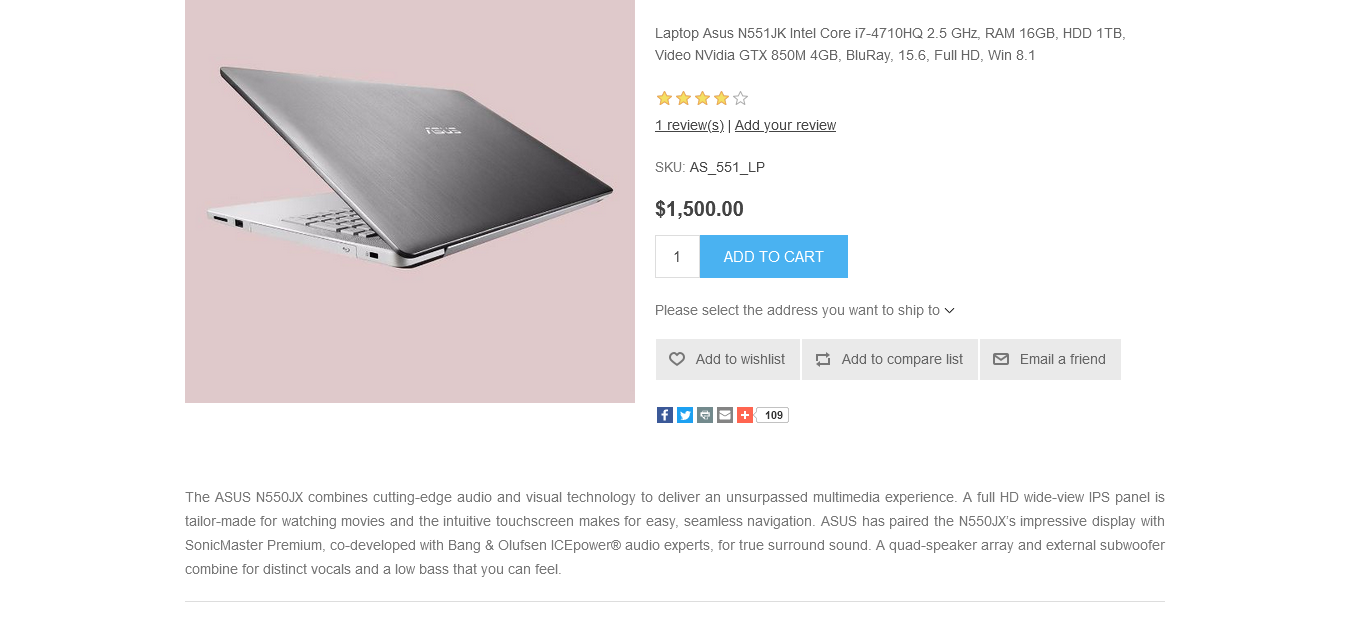 ASUS
Laptop Asus N551JK Intel Core i7-4710HQ 2.5 GHz, RAM 16GB, HDD 1TB,
Video NVidia GTX 850M 4GB, BluRay, 15.6, Full HD, Win 8.1
1 review(s) | Add your review
SKU: AS_551_LP
$1,500.00
1 ADD TO CART
Please select the address you want to ship to
Add to wishlist Add to compare list Email a friend
109
The ASUS N550JX combines cutting-edge audio and visual technology to deliver an unsurpassed multimedia experience. A full HD wide-view IPS panel is
tailor-made for watching movies and the intuitive touchscreen makes for easy, seamless navigation. ASUS has paired the N550JX’s impressive display with
SonicMaster Premium, co-developed with Bang & Olufsen ICEpower® audio experts, for true surround sound. A quad-speaker array and external subwoofer
combine for distinct vocals and a low bass that you can feel.